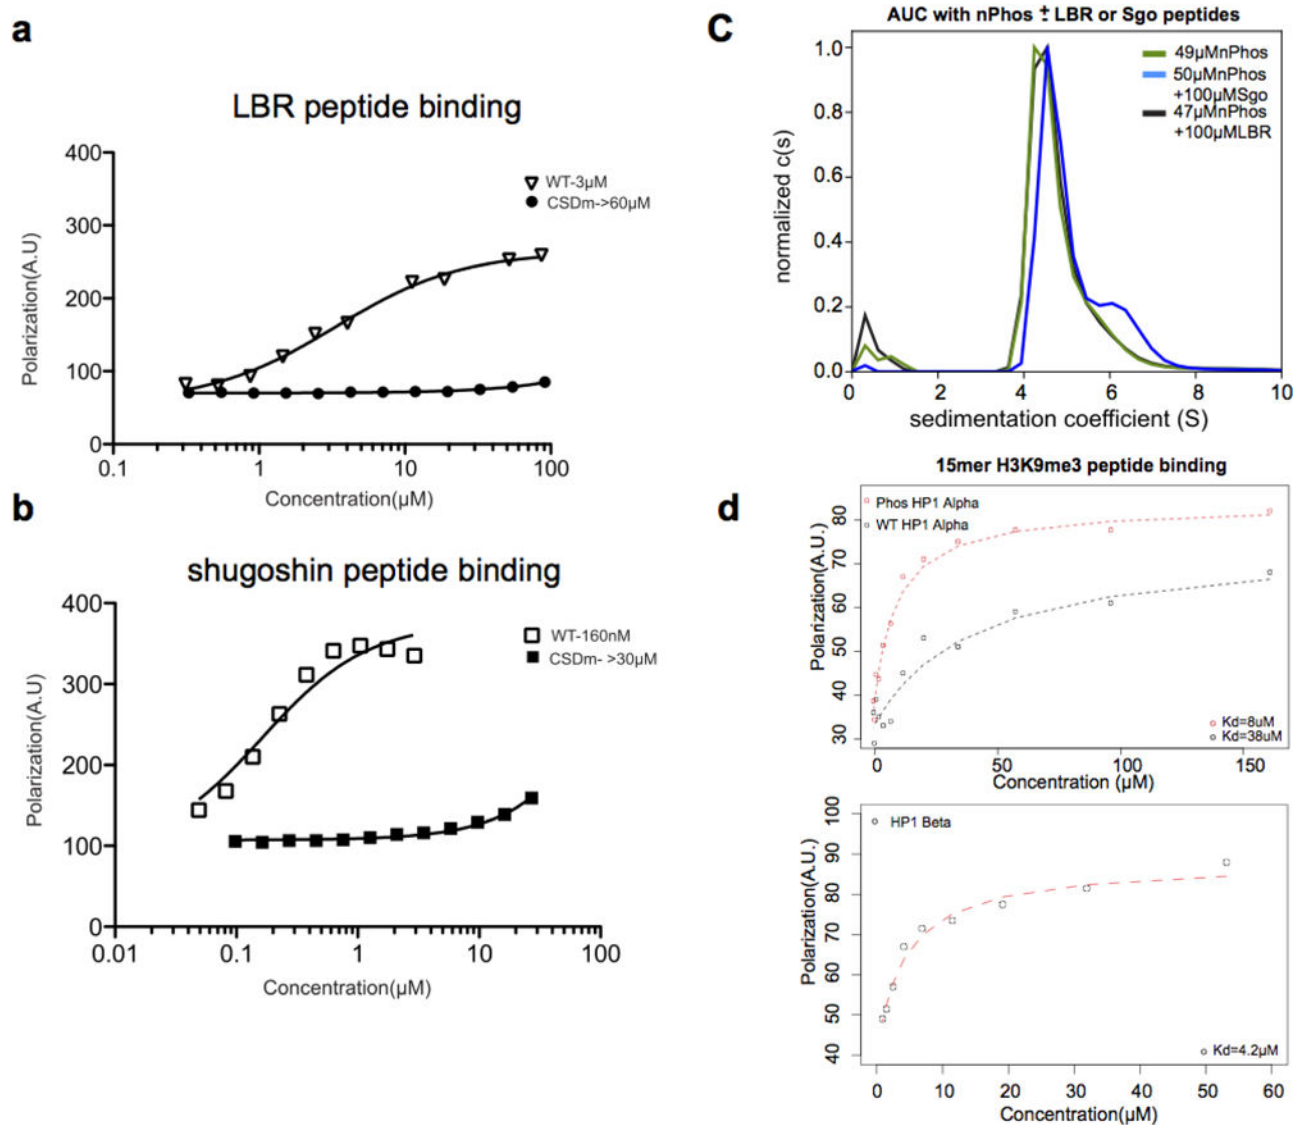 a
LBR peptide binding
400
300
200
100
0
0.1
1
10
100
Polarization(A.U)
Concentration(µM)
WT-3µM
CSDm->60µM
b
shugoshin peptide binding
400
300
200
100
0
0.01
0.1
1
10
100
Polarization(A.U)
Concentration(µM)
WT-160nM
CSDm- >30µM
C
AUC with nPhos ± LBR or Sgo peptides
1.0
0.8
0.6
0.4
0.2
0.0
0
2
4
6
8
10
normalized c(s)
sedimentation coefficient (S)
49µMnPhos
50µMnPhos
+100µMSgo
47µMnPhos
+100µMLBR
d
15mer H3K9me3 peptide binding
Phos HP1 Alpha
WT HP1 Alpha
80
70
60
50
40
30
0
50
100
150
Polarization(A.U.)
Concentration (µM)
Kd=8uM
Kd=38uM
HP1 Beta
100
90
80
70
60
50
40
0
10
20
30
40
50
60
Polarization(A.U.)
Concentration(µM)
Kd=4.2µM